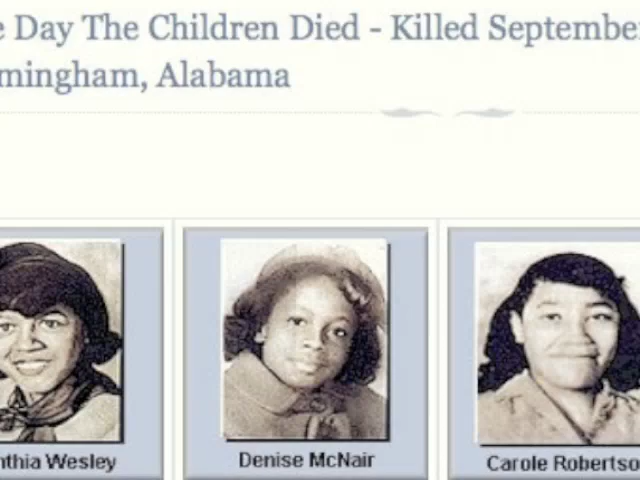 e Day The Children Died - Killed September
mingham, Alabama
nthia Wesley
Denise McNair
Carole Robertso